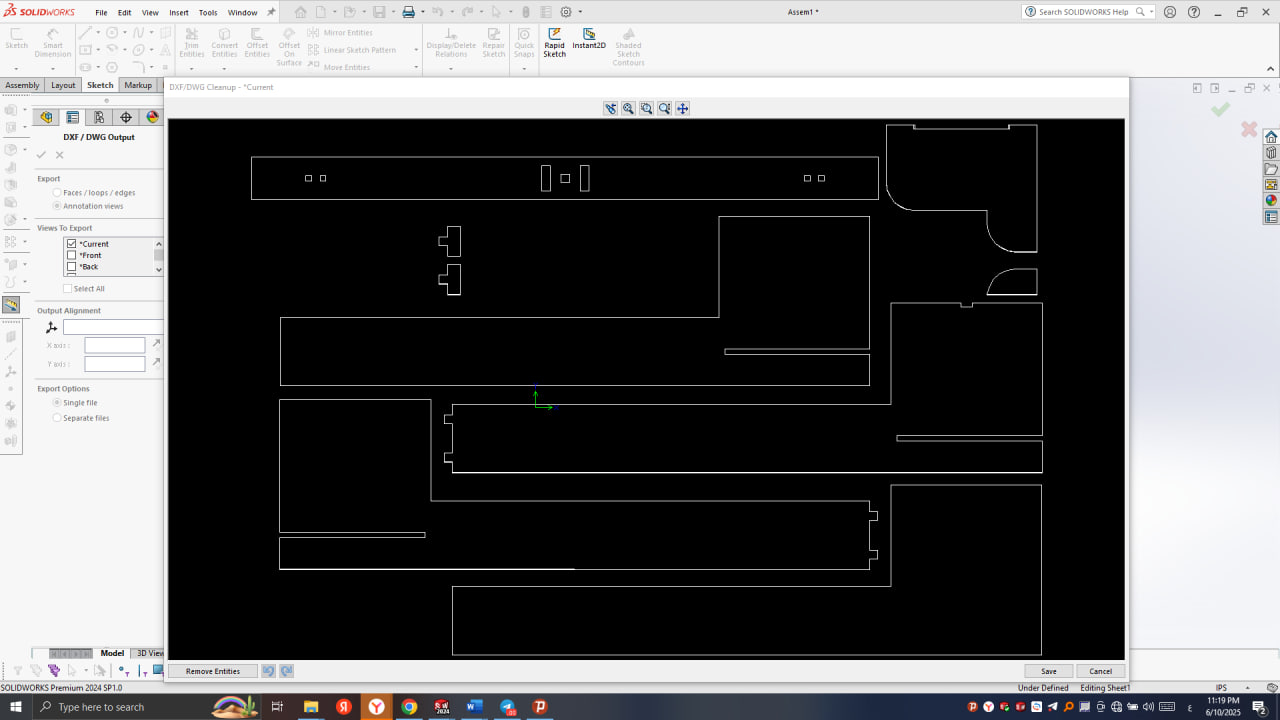 SOLIDWORKS File Edit View Insert Tools Window Assem1 * Search SOLIDWORKS Help
Sketch Smart Dimension Trim Entities Convert Entities Offset Entities Offset On Surface Mirror Entities Linear Sketch Pattern Move Entities Display/Delete Relations Repair Sketch Quick Snaps Rapid Sketch Instant2D Shaded Sketch Contours
Assembly Layout Sketch Markup
DXF/DWG Cleanup - *Current
DXF / DWG Output
Export
Faces / loops / edges
Annotation views
Views To Export
*Current
*Front
*Back
Select All
Output Alignment
X axis :
Y axis :
Export Options
Single file
Separate files
Model 3D View
Remove Entities Save Cancel
SOLIDWORKS Premium 2024 SP1.0 Under Defined Editing Sheet1 IPS
Type here to search 11:19 PM
6/10/2025